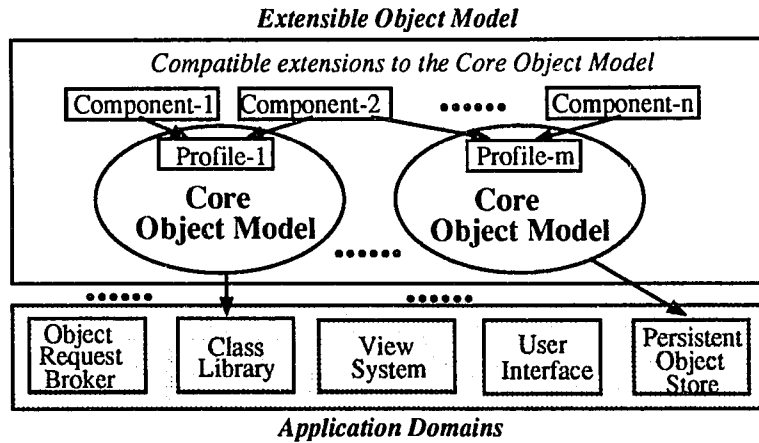 Extensible Object Model
Compatible extensions to the Core Object Model
Component-1
Component-2
Component-n
Profile-1
Profile-m
Core
Object Model
Core
Object Model
Object
Request
Broker
Class
Library
View
System
User
Interface
Persistent
Object
Store
Application Domains